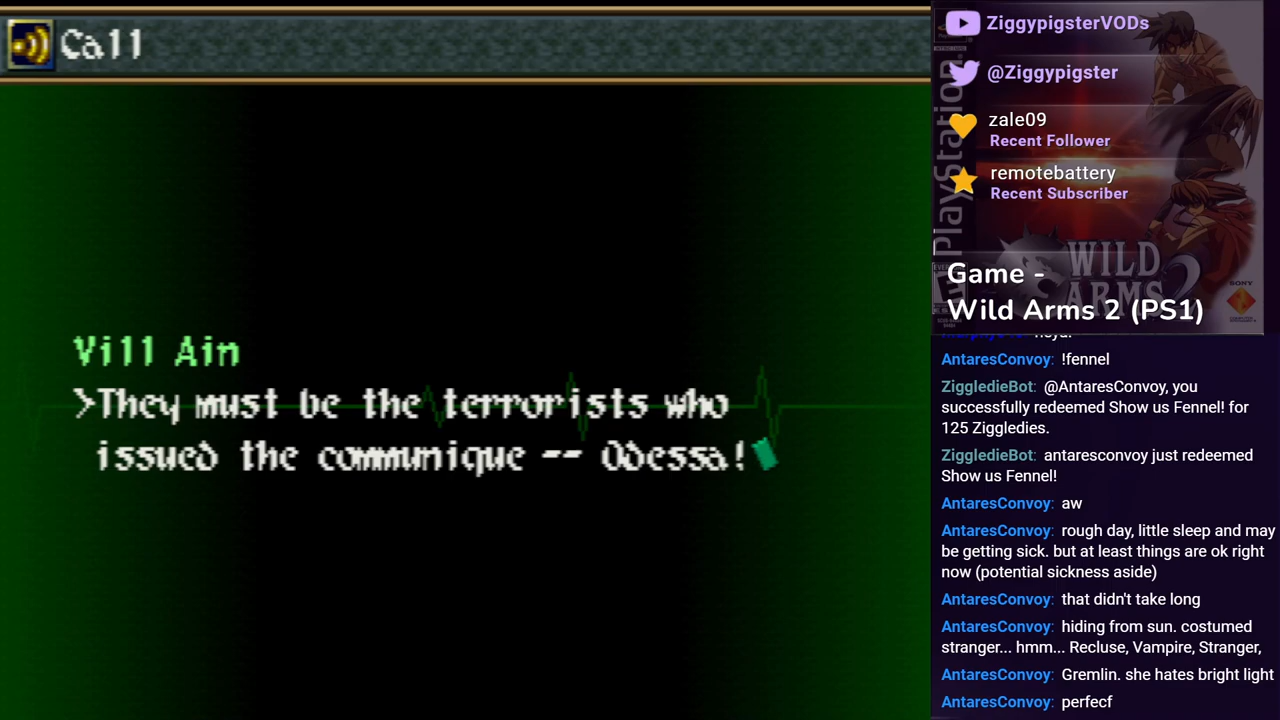 Call
Vill Ain
>They must be the terrorists who
issued the communique -- Odessa!
ZiggypigsterVODs
@Ziggypigster
zale09
Recent Follower
remotebattery
Recent Subscriber
PlayStation
WILD
ARMS 2
SONY
Game -
Wild Arms 2 (PS1)
AntaresConvoy: !fennel
ZiggledieBot: @AntaresConvoy, you
successfully redeemed Show us Fennel! for
125 Ziggledies.
ZiggledieBot: antaresconvoy just redeemed
Show us Fennel!
AntaresConvoy: aw
AntaresConvoy: rough day, little sleep and may
be getting sick. but at least things are ok right
now (potential sickness aside)
AntaresConvoy: that didn't take long
AntaresConvoy: hiding from sun. costumed
stranger... hmm... Recluse, Vampire, Stranger,
AntaresConvoy: Gremlin. she hates bright light
AntaresConvoy: perfecf